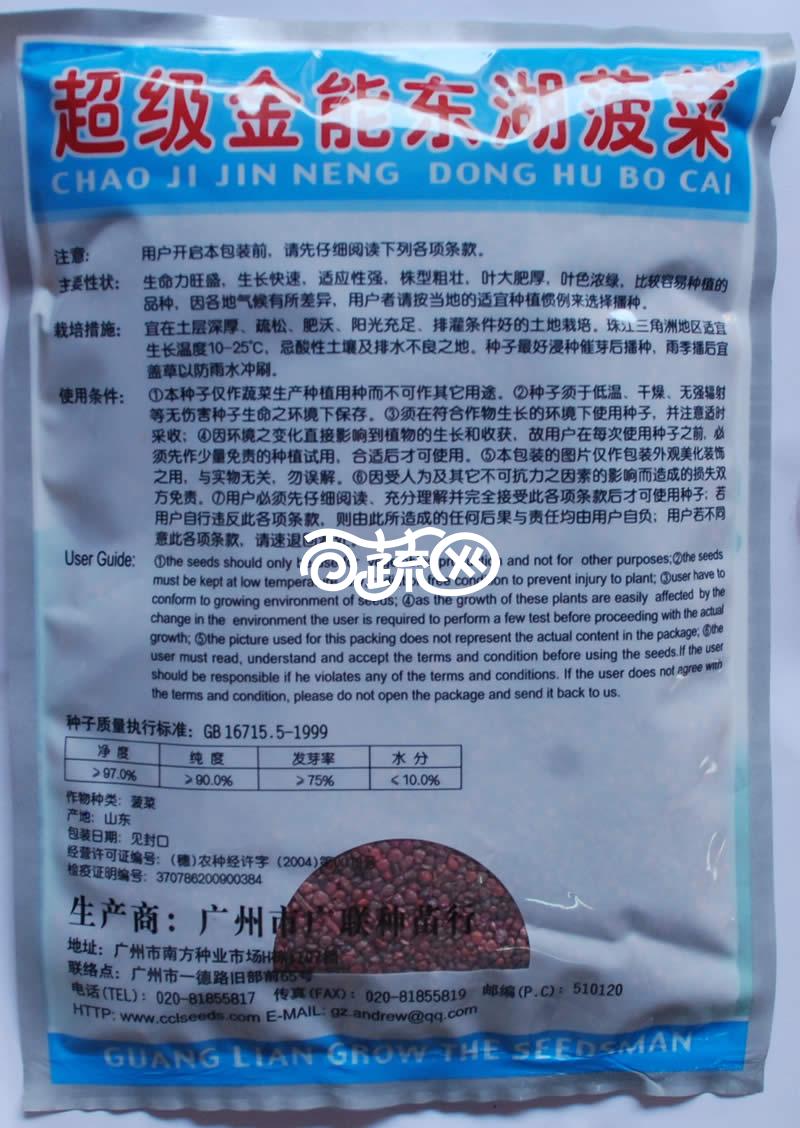 超级金能东湖菠菜
CHAO JI JIN NENG DONG HU BO CAI
注意: 用户开启本包装前，请先仔细阅读下列各项条款。
主要性状: 生命力旺盛，生长快速，适应性强，株型粗壮，叶大肥厚，叶色浓绿，比较容易种植的
品种，因各地气候有所差异，用户者请按当地的适宜种植惯例来选择播种。
栽培措施: 宜在土层深厚、疏松、肥沃、阳光充足、排灌条件好的土地栽培。珠江三角洲地区适宜
生长温度10-25℃，忌酸性土壤及排水不良之地。种子最好浸种催芽后播种，雨季播后宜
盖草以防雨水冲刷。
使用条件: ①本种子仅作蔬菜生产种植用种而不可作其它用途。②种子须于低温、干燥、无强辐射
等无伤害种子生命之环境下保存。③须在符合作物生长的环境下使用种子，并注意适时
采收；④因环境之变化直接影响到植物的生长和收获，故用户在每次使用种子之前，必
须先作少量免责的种植试用，合适后才可使用。⑤本包装的图片仅作包装外观美化装饰
之用，与实物无关，勿误解。⑥因受人为及其它不可抗力之因素的影响而造成的损失双
方免责。⑦用户必须先仔细阅读、充分理解并完全接受此各项条款后才可使用种子；若
用户自行违反此各项条款，则由此所造成的任何后果与责任均由用户自负；用户若不同
意此各项条款，请速退回
百蔬网
User Guide: ①the seeds should only and not for other purposes;②the seeds
must be kept at low free condition to prevent injury to plant; ③user have to
conform to growing environment of seeds; ④as the growth of these plants are easily affected by the
change in the environment the user is required to perform a few test before proceeding with the actual
growth; ⑤the picture used for this packing does not represent the actual content in the package; ⑥the
user must read, understand and accept the terms and condition before using the seeds.If the user
should be responsible if he violates any of the terms and conditions. If the user does not agree with
the terms and condition, please do not open the package and send it back to us.
种子质量执行标准: GB 16715.5-1999
净 度 纯 度 发芽率 水 分
≥97.0% ≥90.0% ≥75% ≤10.0%
作物种类: 菠菜
产地: 山东
包装日期: 见封口
经营许可证编号: (穗)农种经许字 (2004)第
检疫证明编号: 370786200900384
生产商: 广州市广联种苗行
地址: 广州市南方种业市场
联络点: 广州市一德路旧部前65号
电话(TEL): 020-81855817 传真(FAX): 020-81855819 邮编(P.C): 510120
HTTP: www.cclseeds.com E-MAIL: gz.andrew@qq.com
GUANG LIAN GROW THE SEEDSMAN